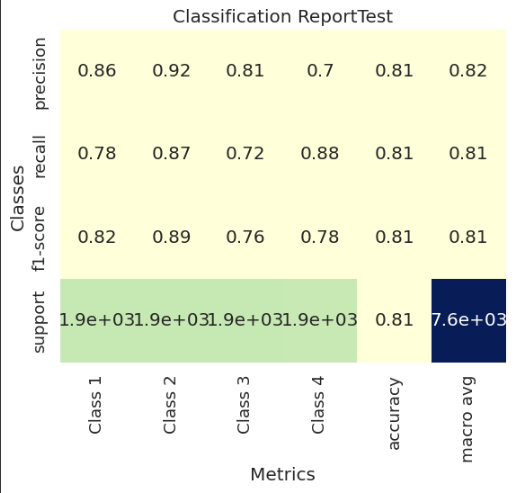 Classification ReportTest
precision 0.86 0.92 0.81 0.7 0.81 0.82
recall 0.78 0.87 0.72 0.88 0.81 0.81
f1-score 0.82 0.89 0.76 0.78 0.81 0.81
support 1.9e+03 1.9e+03 1.9e+03 1.9e+03 0.81 7.6e+03
Classes
Class 1 Class 2 Class 3 Class 4 accuracy macro avg
Metrics